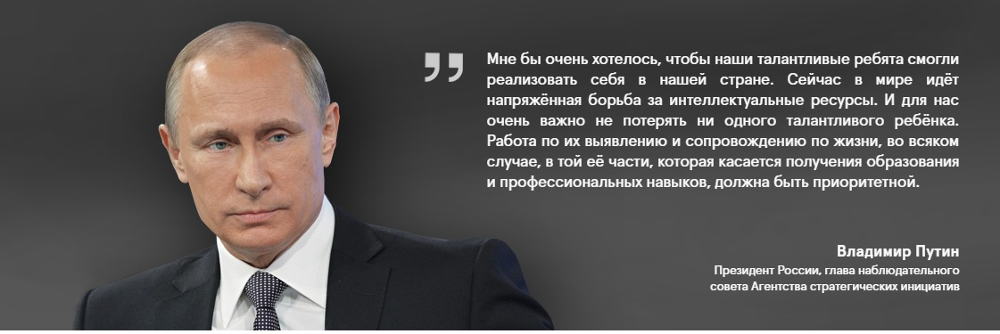 Мне бы очень хотелось, чтобы наши талантливые ребята смогли
реализовать себя в нашей стране. Сейчас в мире идёт
напряжённая борьба за интеллектуальные ресурсы. И для нас
очень важно не потерять ни одного талантливого ребёнка.
Работа по их выявлению и сопровождению по жизни, во всяком
случае, в той её части, которая касается получения образования
и профессиональных навыков, должна быть приоритетной.
Владимир Путин
Президент России, глава наблюдательного
совета Агентства стратегических инициатив